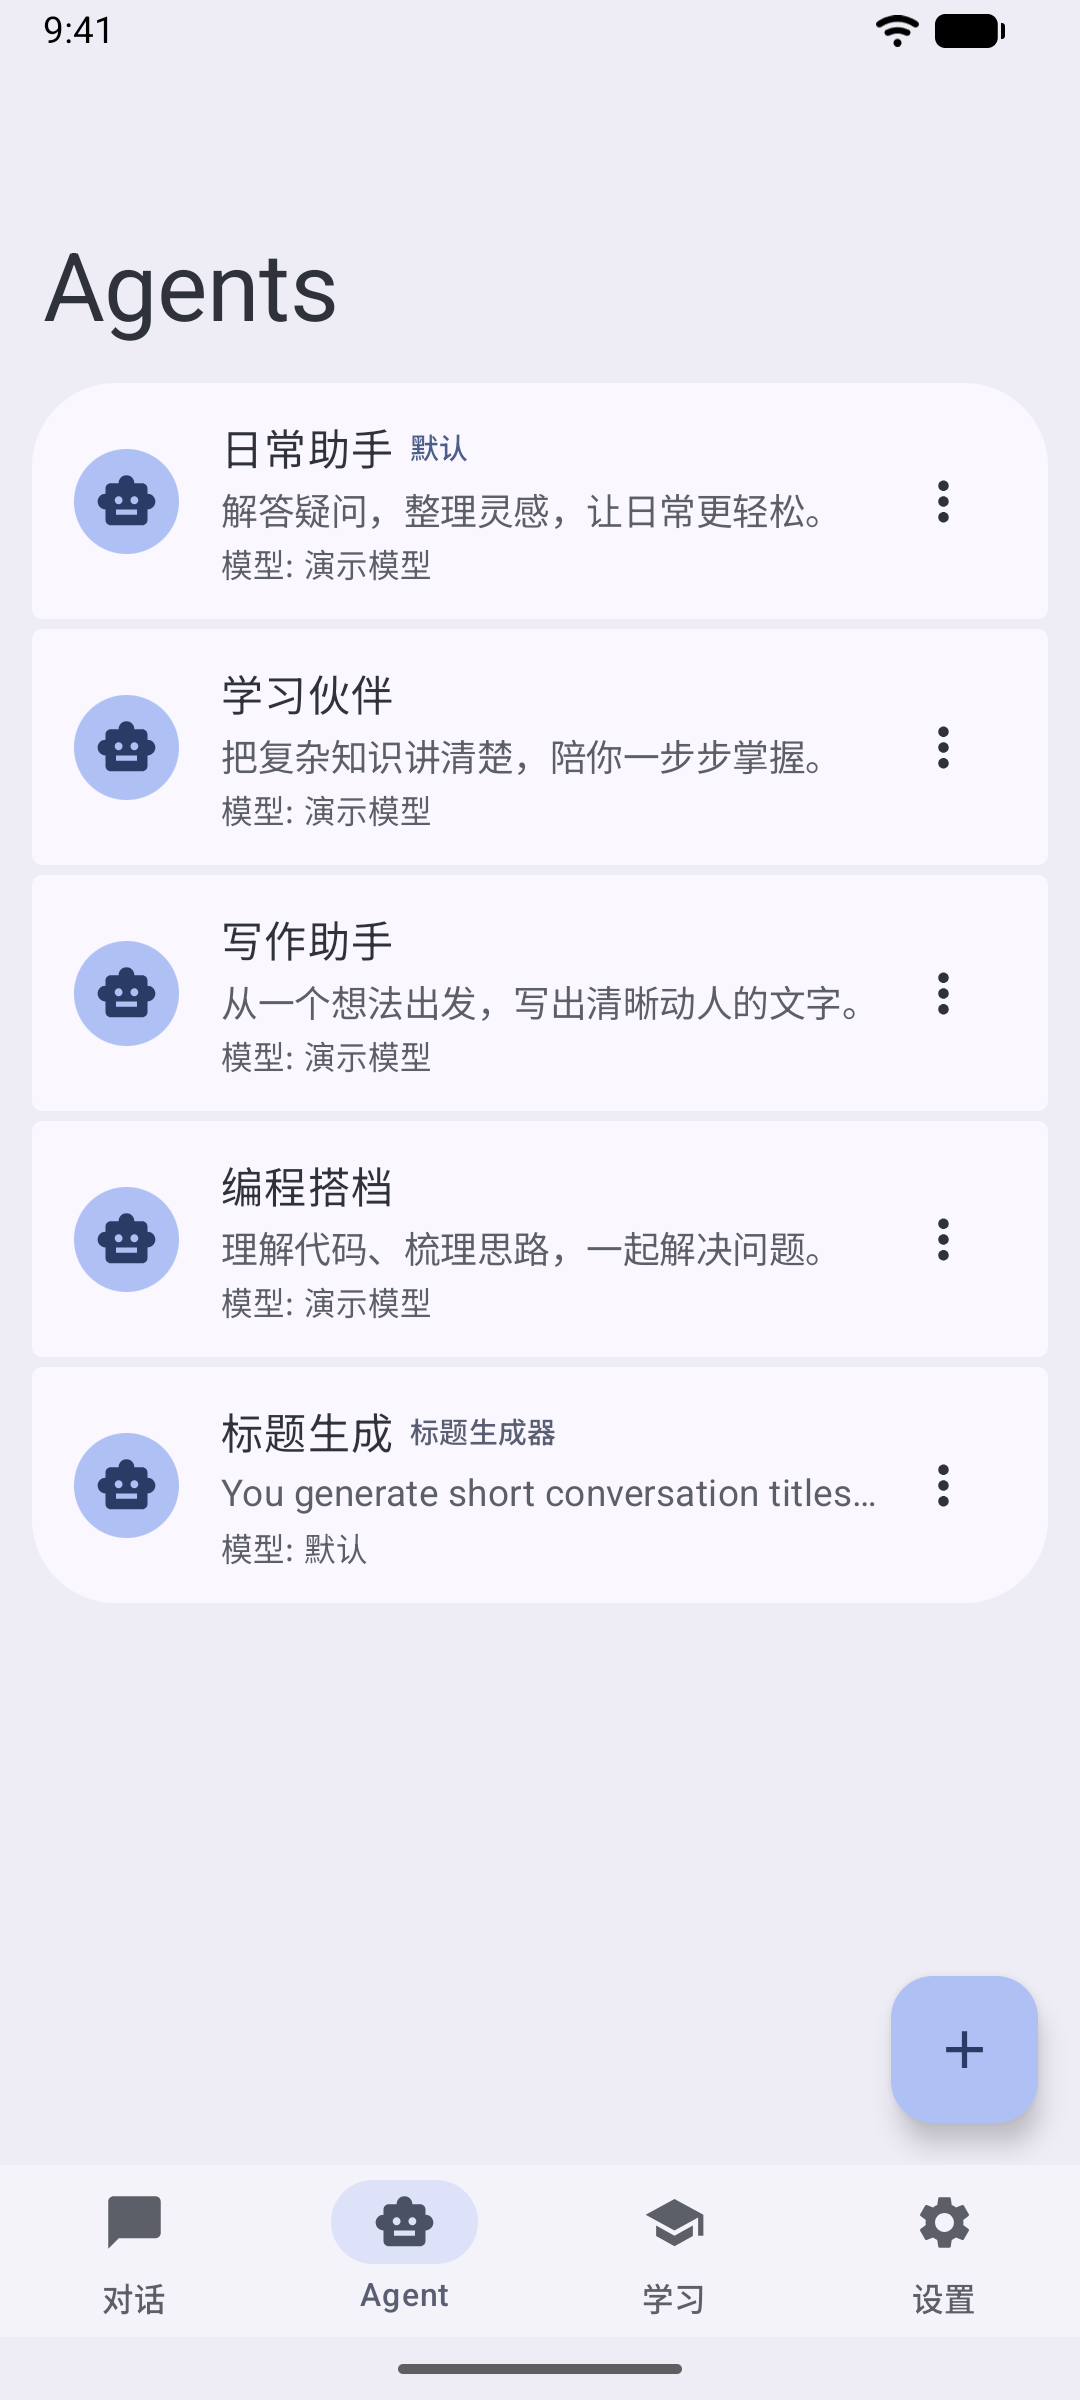 9:41
Agents
日常助手 默认
解答疑问，整理灵感，让日常更轻松。
模型: 演示模型
学习伙伴
把复杂知识讲清楚，陪你一步步掌握。
模型: 演示模型
写作助手
从一个想法出发，写出清晰动人的文字。
模型: 演示模型
编程搭档
理解代码、梳理思路，一起解决问题。
模型: 演示模型
标题生成 标题生成器
You generate short conversation titles…
模型: 默认
对话 Agent 学习 设置